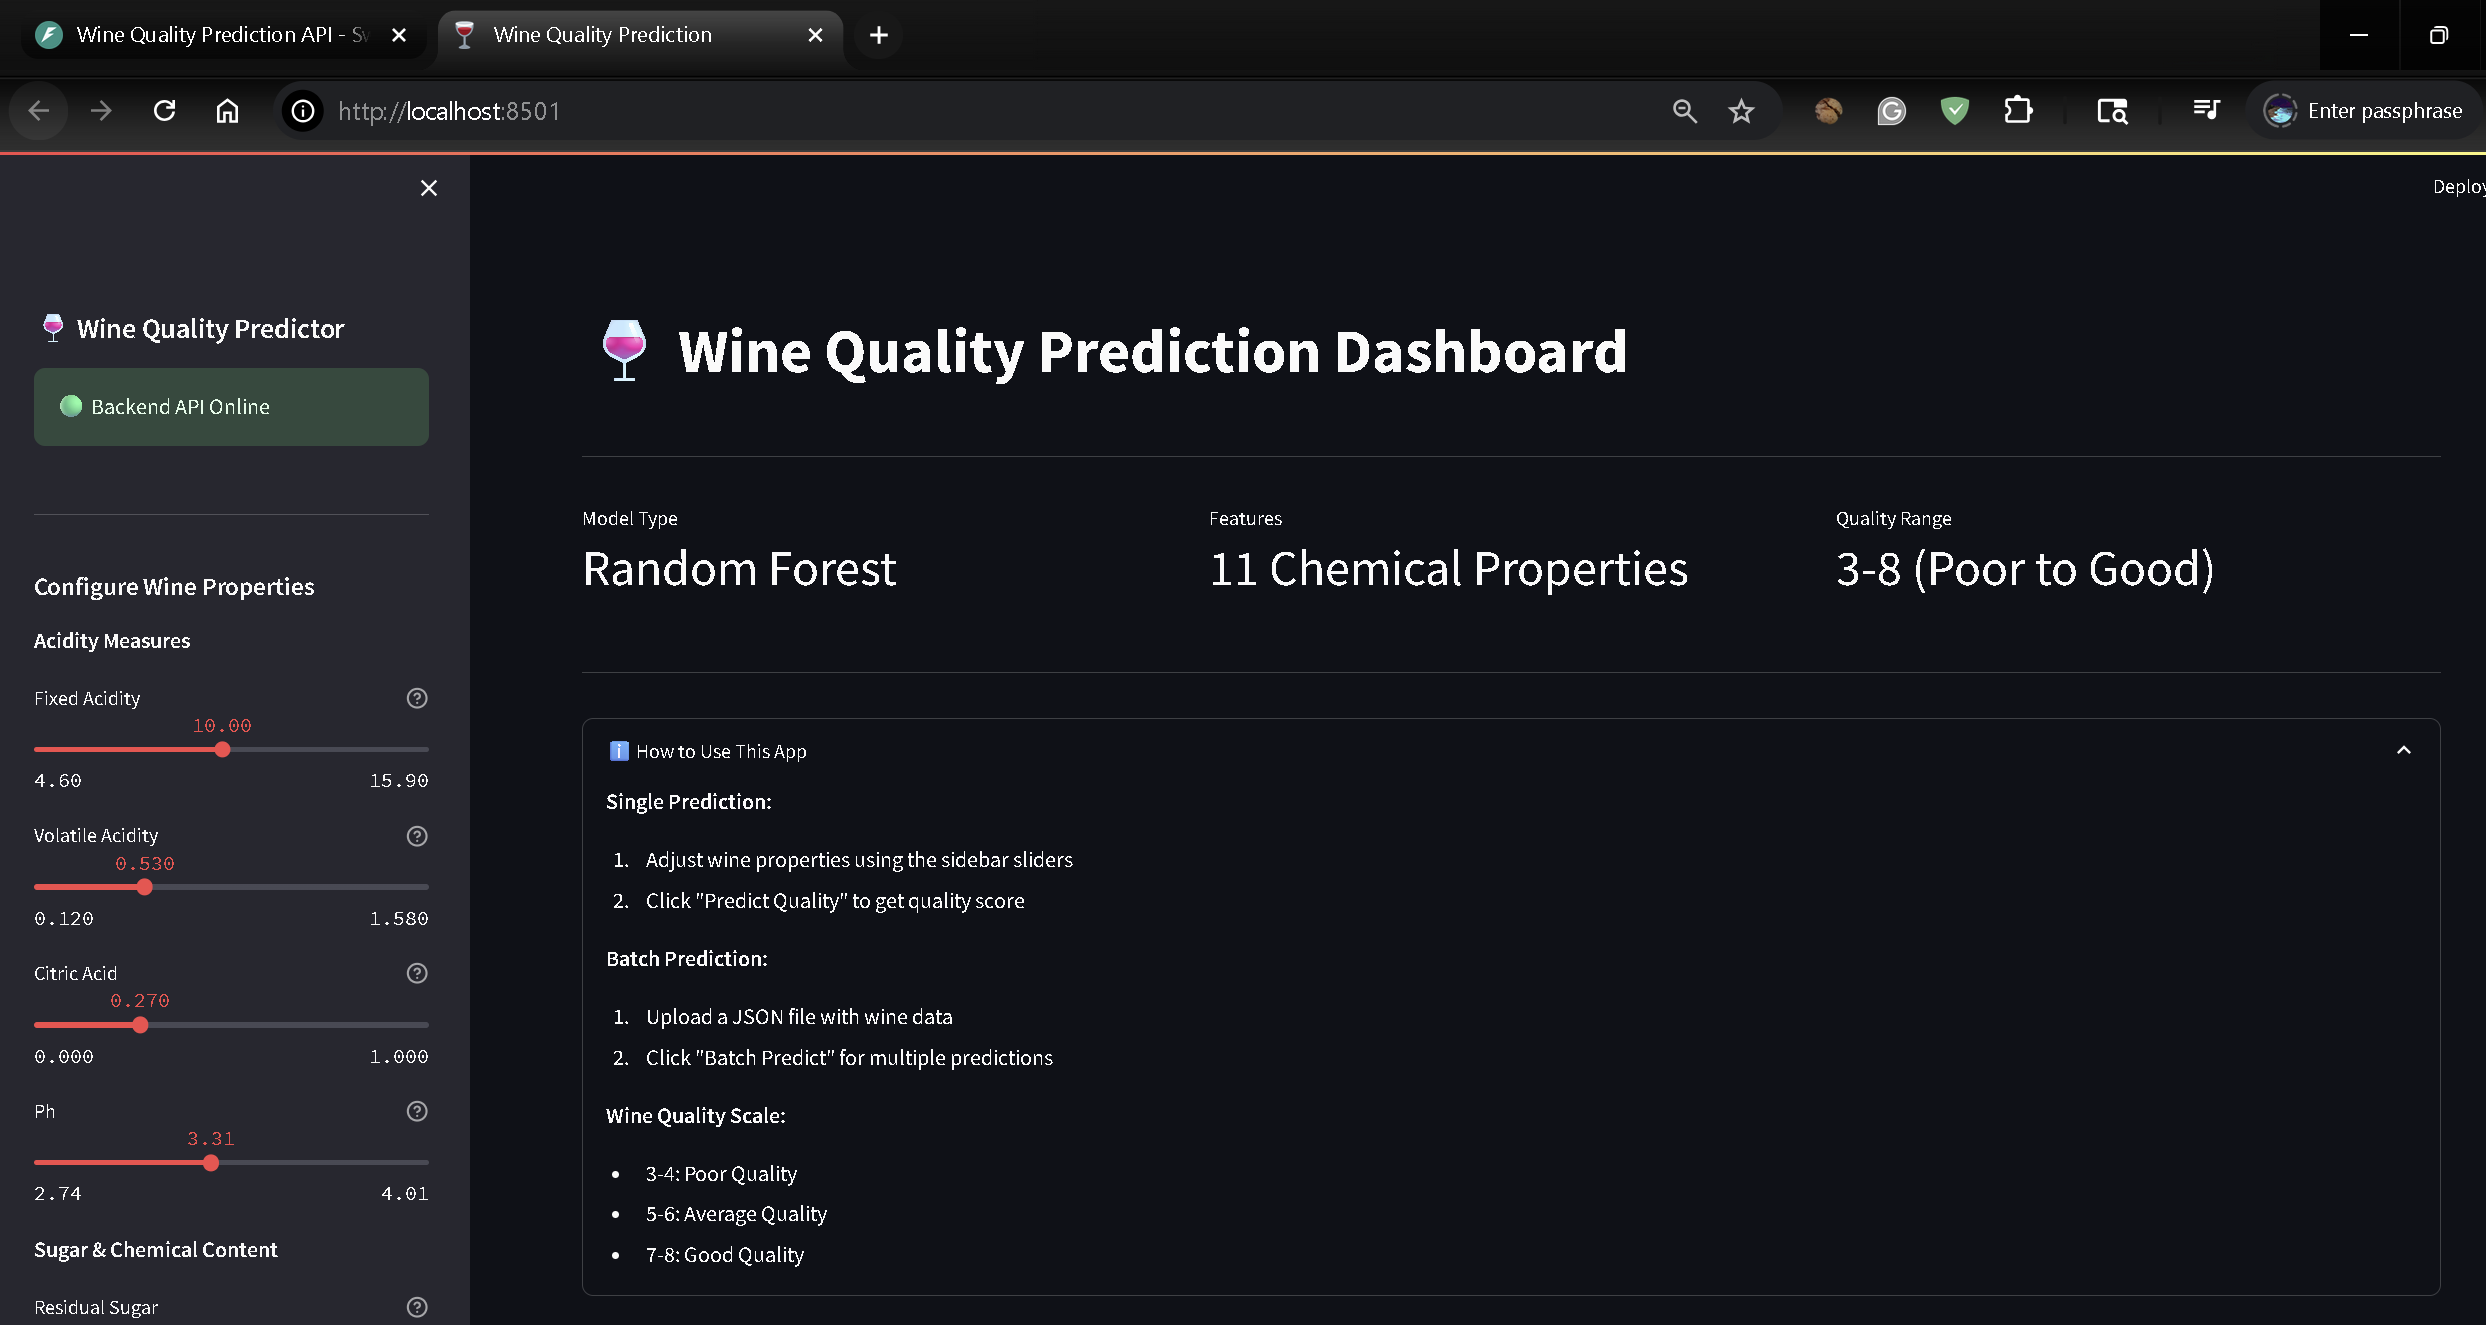 Wine Quality Prediction API - Sw
Wine Quality Prediction
http://localhost:8501
Enter passphrase
Deploy
Wine Quality Predictor
Backend API Online
Configure Wine Properties
Acidity Measures
Fixed Acidity
10.00
4.60 15.90
Volatile Acidity
0.530
0.120 1.580
Citric Acid
0.270
0.000 1.000
Ph
3.31
2.74 4.01
Sugar & Chemical Content
Residual Sugar
Wine Quality Prediction Dashboard
Model Type
Random Forest
Features
11 Chemical Properties
Quality Range
3-8 (Poor to Good)
How to Use This App
Single Prediction:
1. Adjust wine properties using the sidebar sliders
2. Click "Predict Quality" to get quality score
Batch Prediction:
1. Upload a JSON file with wine data
2. Click "Batch Predict" for multiple predictions
Wine Quality Scale:
• 3-4: Poor Quality
• 5-6: Average Quality
• 7-8: Good Quality